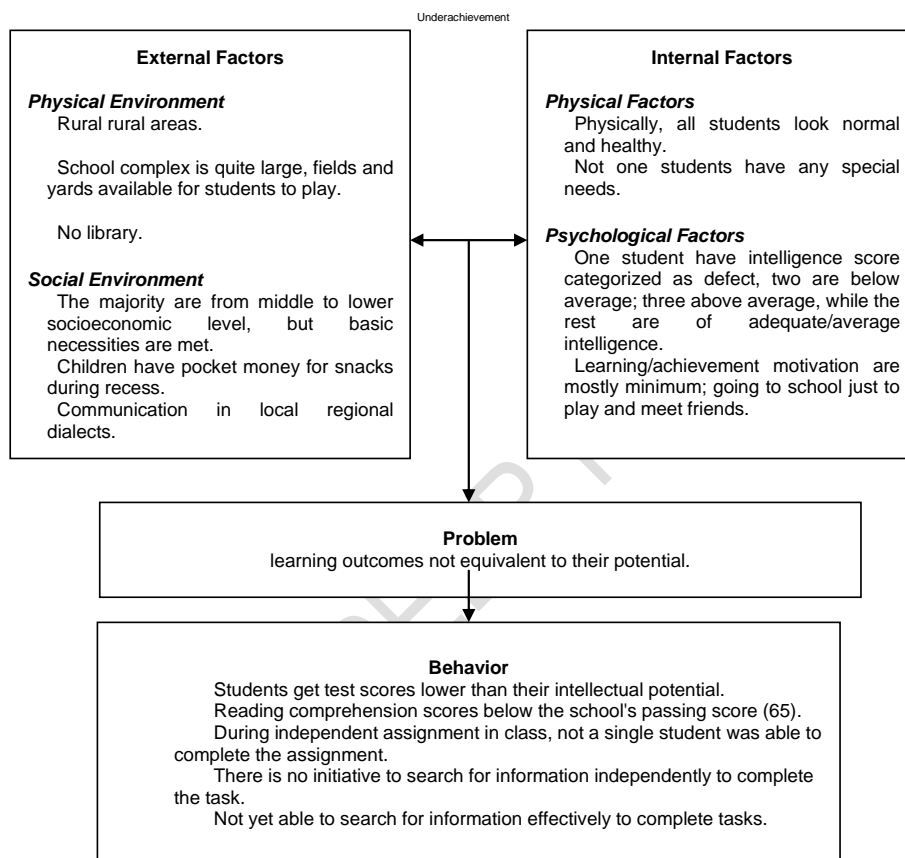 Underachievement
External Factors
Physical Environment
Rural rural areas.
School complex is quite large, fields and
yards available for students to play.
No library.
Social Environment
The majority are from middle to lower
socioeconomic level, but basic
necessities are met.
Children have pocket money for snacks
during recess.
Communication in local regional
dialects.
Internal Factors
Physical Factors
Physically, all students look normal
and healthy.
Not one students have any special
needs.
Psychological Factors
One student have intelligence score
categorized as defect, two are below
average; three above average, while the
rest are of adequate/average
intelligence.
Learning/achievement motivation are
mostly minimum; going to school just to
play and meet friends.
Problem
learning outcomes not equivalent to their potential.
Behavior
Students get test scores lower than their intellectual potential.
Reading comprehension scores below the school's passing score (65).
During independent assignment in class, not a single student was able to
complete the assignment.
There is no initiative to search for information independently to complete
the task.
Not yet able to search for information effectively to complete tasks.